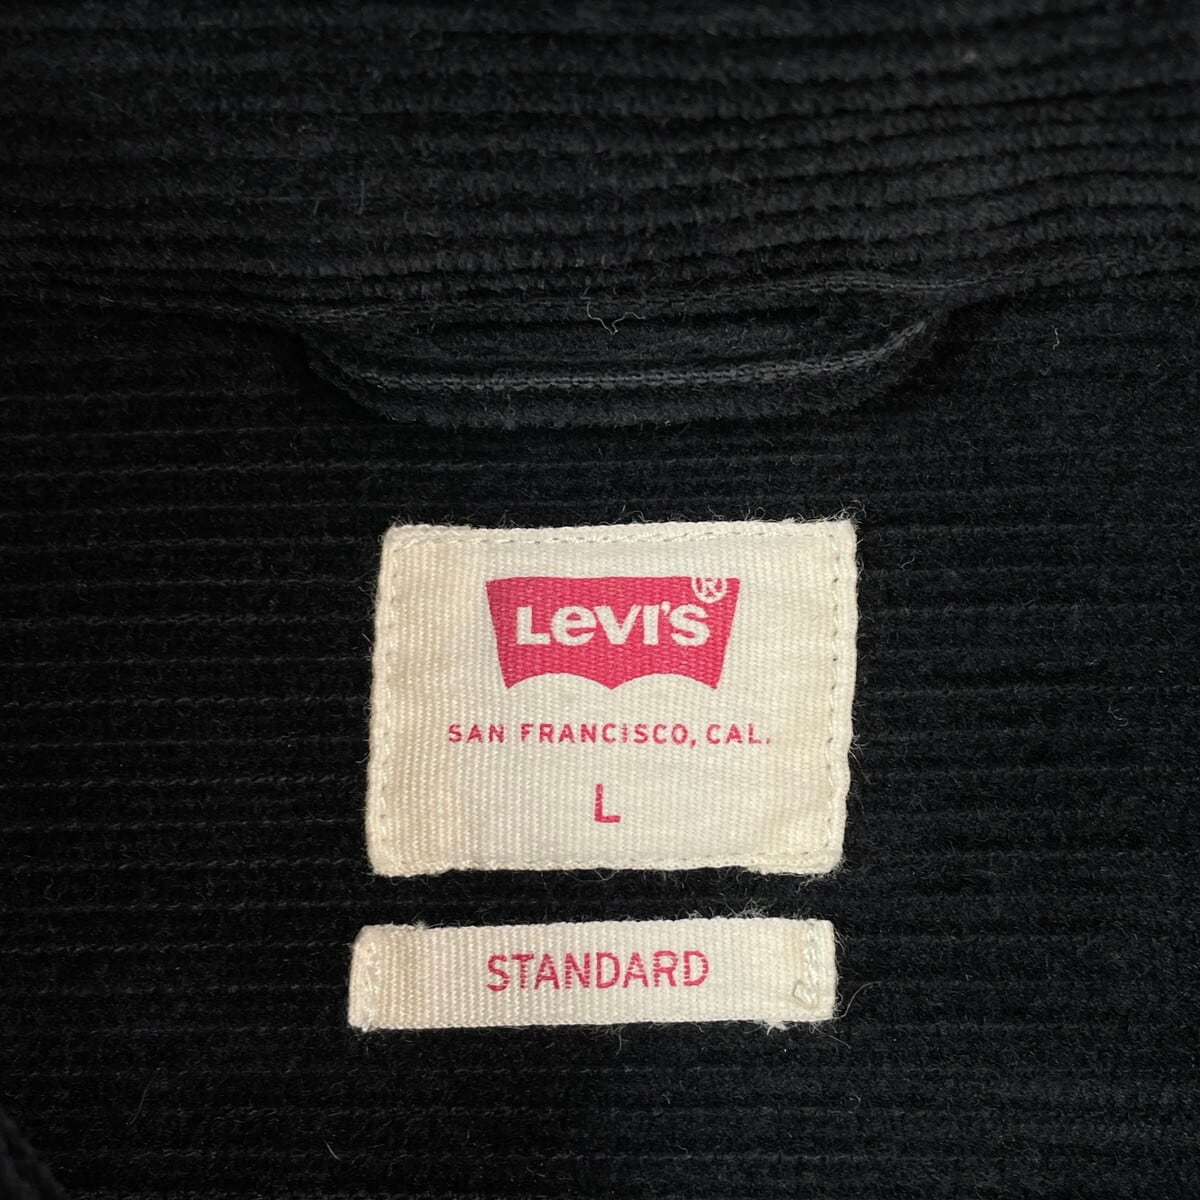 Levi's®
SAN FRANCISCO, CAL.
L
STANDARD